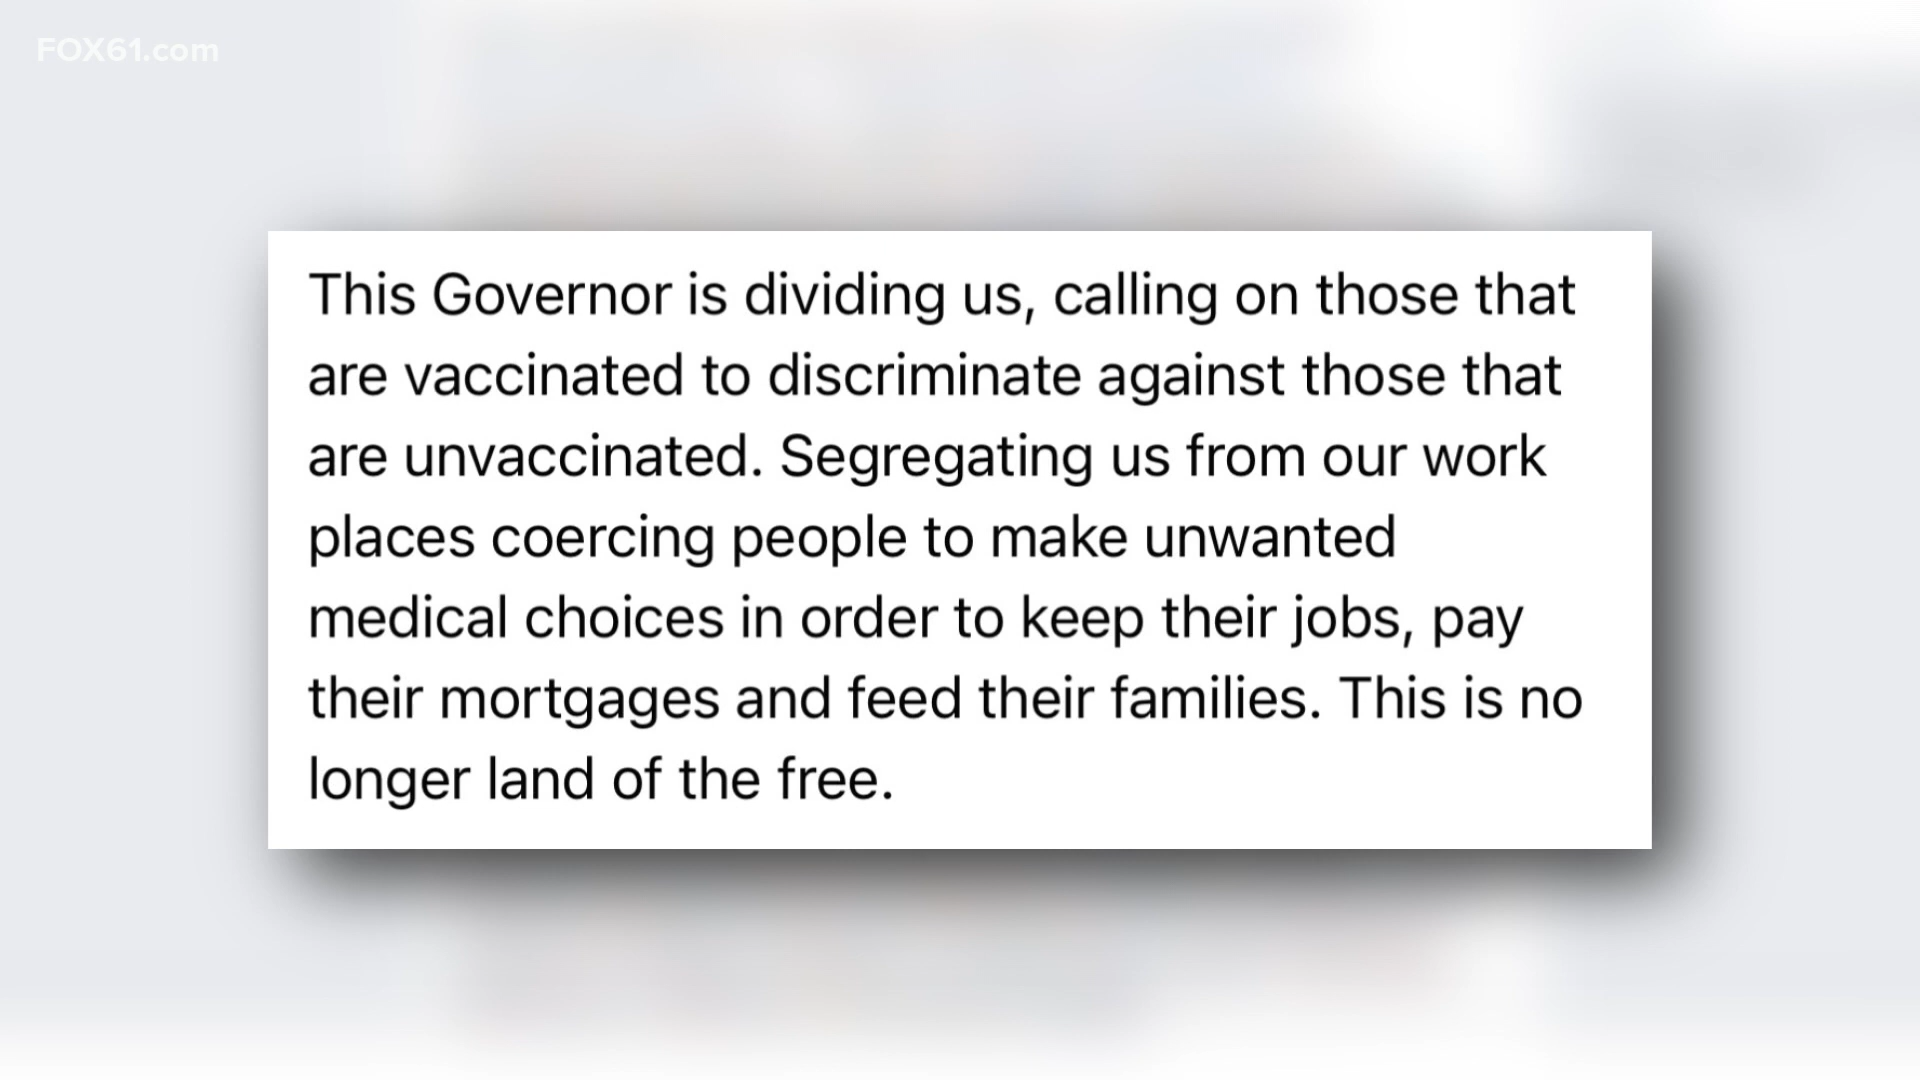 FOX61.com
This Governor is dividing us, calling on those that
are vaccinated to discriminate against those that
are unvaccinated. Segregating us from our work
places coercing people to make unwanted
medical choices in order to keep their jobs, pay
their mortgages and feed their families. This is no
longer land of the free.